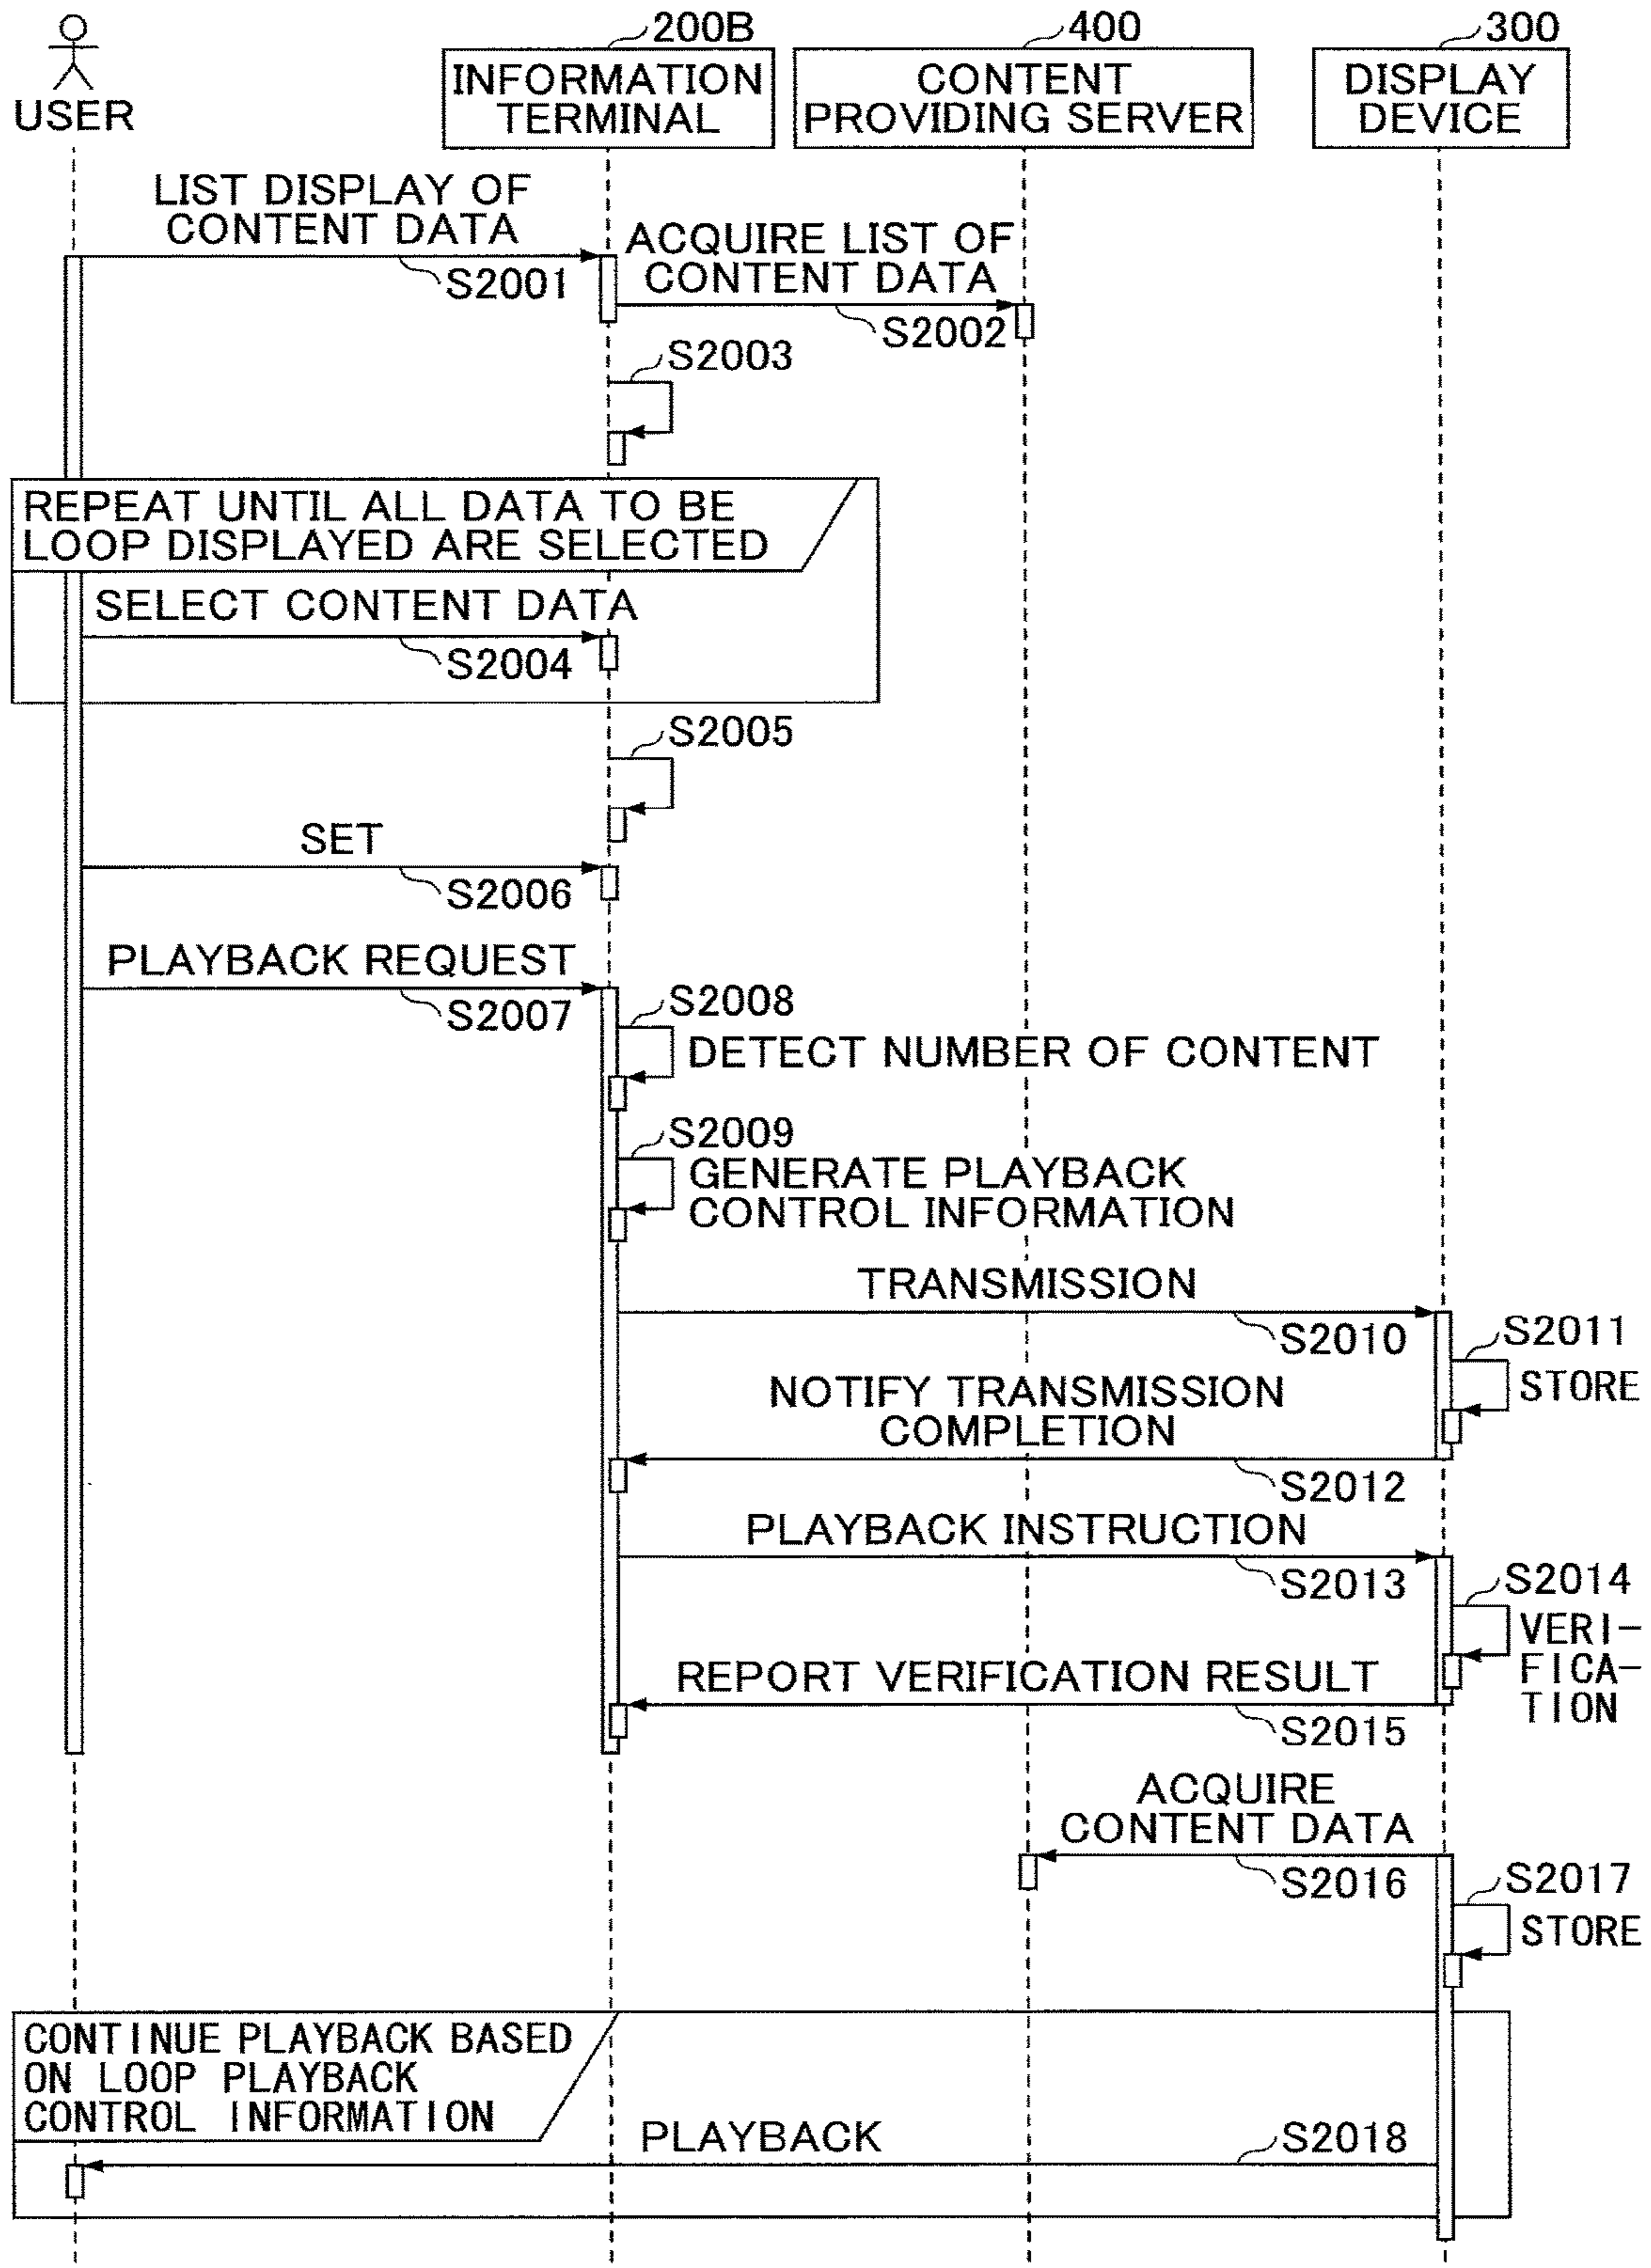 200B
400
300
USER
INFORMATION
TERMINAL
CONTENT
PROVIDING SERVER
DISPLAY
DEVICE
LIST DISPLAY OF
CONTENT DATA
S2001
ACQUIRE LIST OF
CONTENT DATA
S2002
S2003
REPEAT UNTIL ALL DATA TO BE
LOOP DISPLAYED ARE SELECTED
SELECT CONTENT DATA
S2004
S2005
SET
S2006
PLAYBACK REQUEST
S2007
S2008
DETECT NUMBER OF CONTENT
S2009
GENERATE PLAYBACK
CONTROL INFORMATION
TRANSMISSION
S2010
S2011
STORE
NOTIFY TRANSMISSION
COMPLETION
S2012
PLAYBACK INSTRUCTION
S2013
S2014
VERI-
FICA-
TION
REPORT VERIFICATION RESULT
S2015
ACQUIRE
CONTENT DATA
S2016
S2017
STORE
CONTINUE PLAYBACK BASED
ON LOOP PLAYBACK
CONTROL INFORMATION
PLAYBACK
S2018